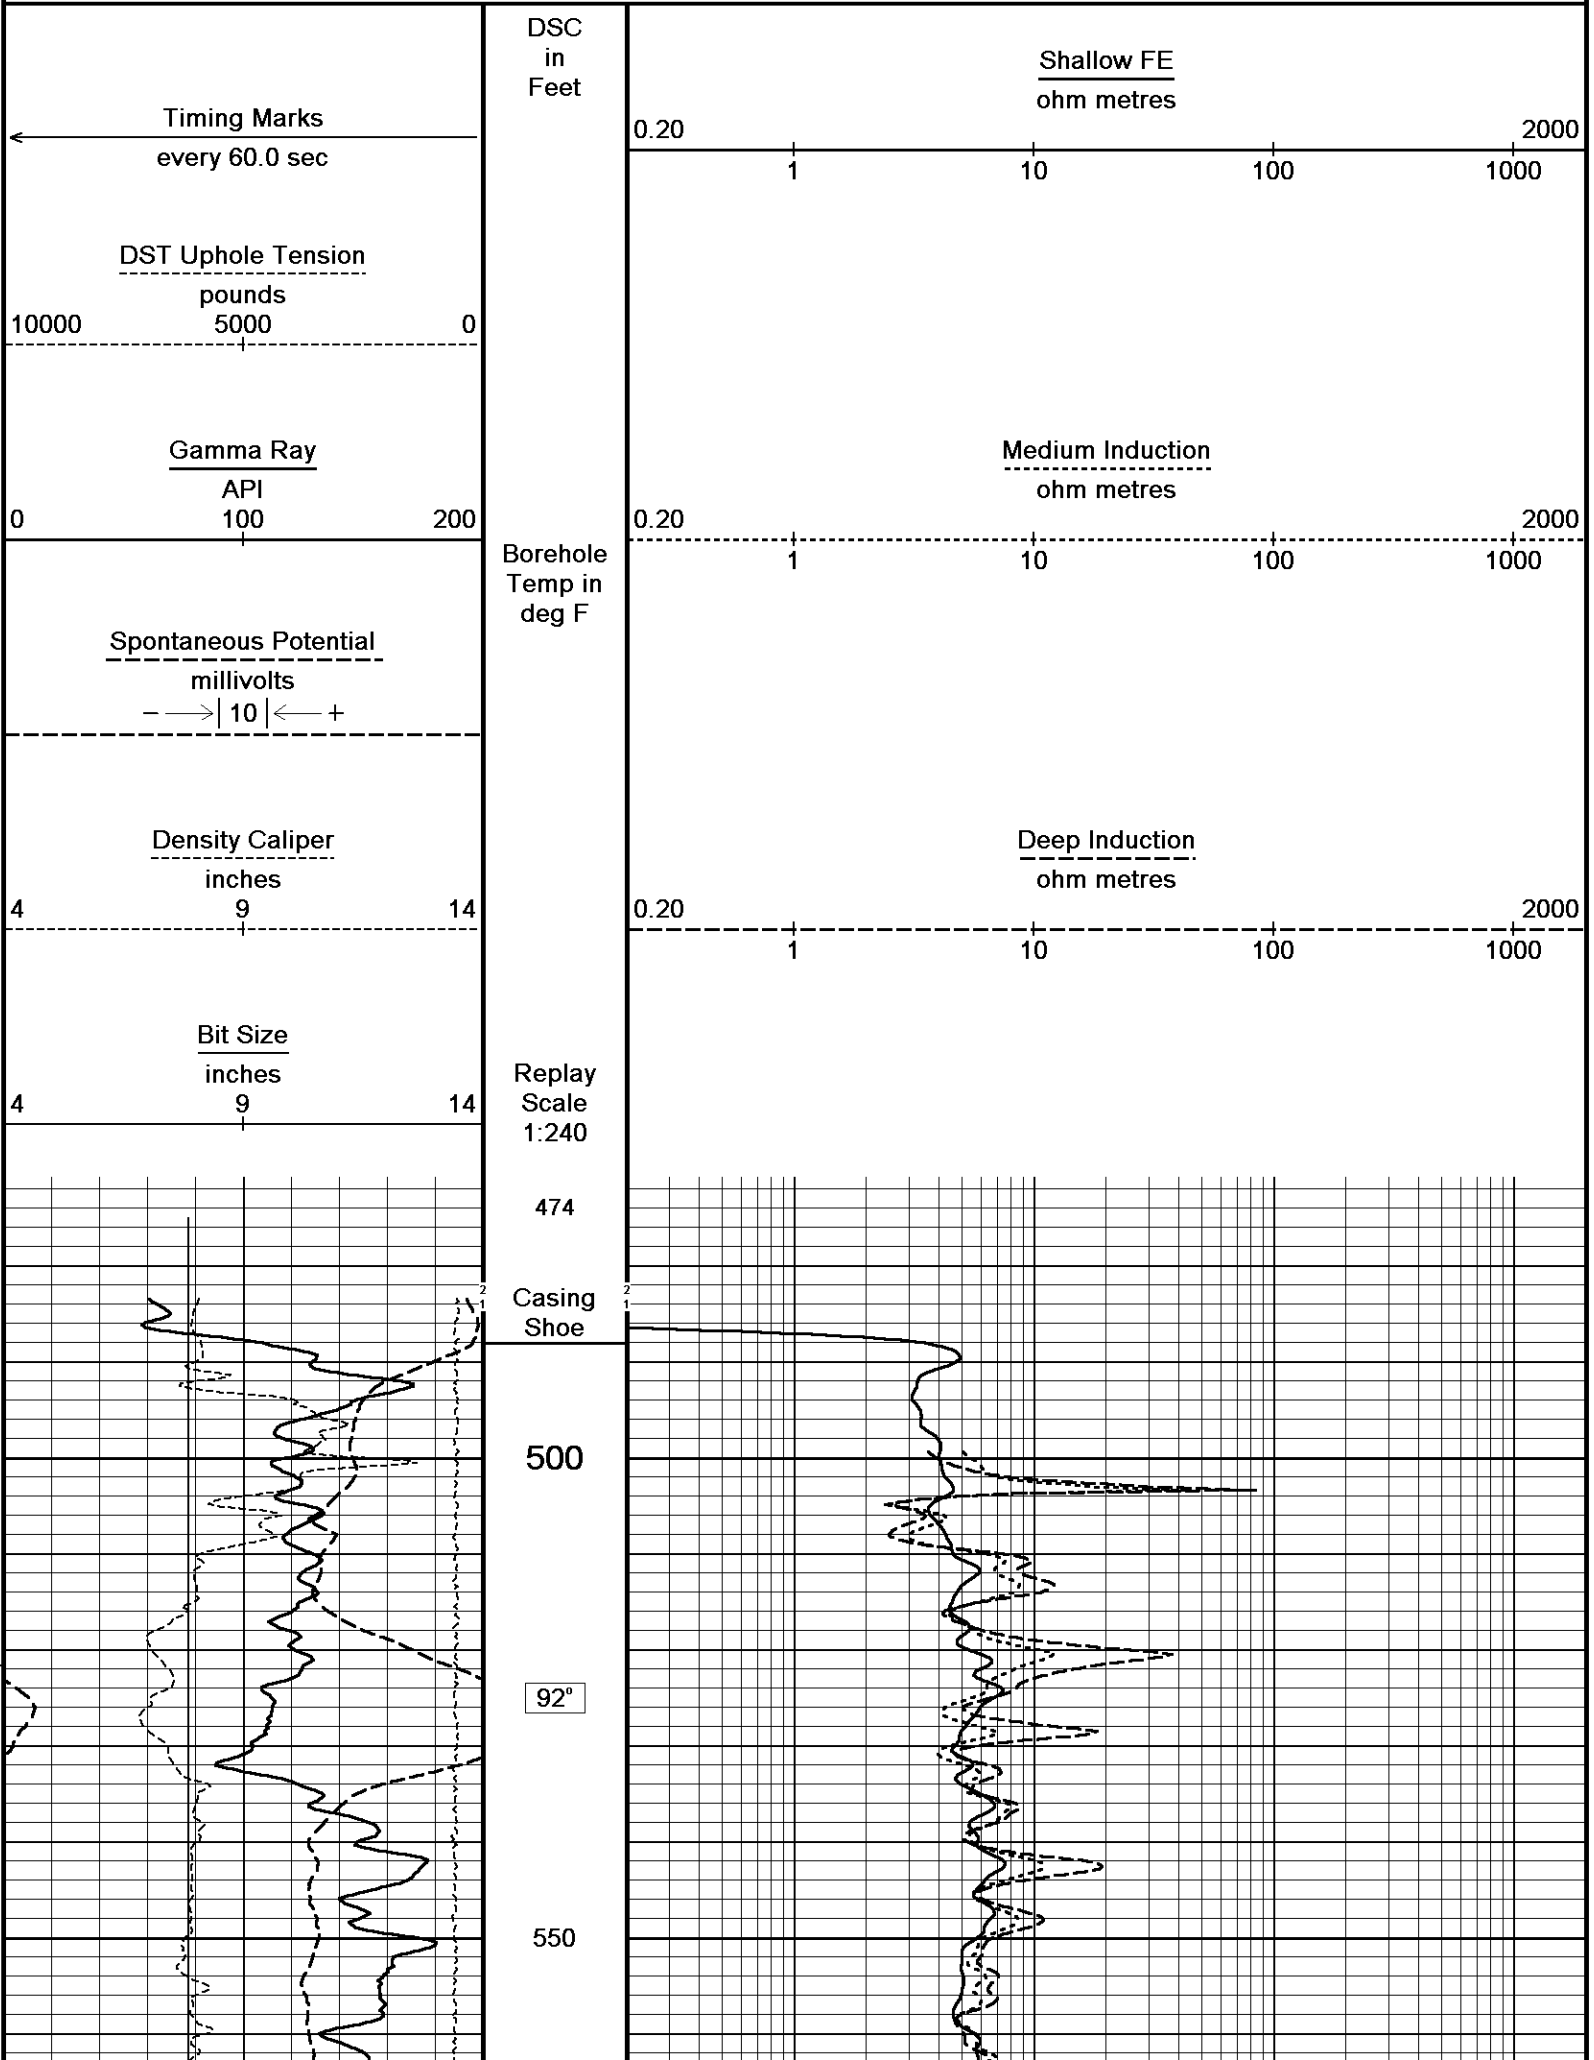 Timing Marks
every 60.0 sec
DST Uphole Tension
pounds
10000 5000 0
Gamma Ray
API
0 100 200
Spontaneous Potential
millivolts
− 10 +
Density Caliper
inches
4 9 14
Bit Size
inches
4 9 14
DSC
in
Feet
Borehole
Temp in
deg F
Replay
Scale
1:240
474
2 2
1 1
Casing
Shoe
500
92°
550
Shallow FE
ohm metres
0.20 2000
1 10 100 1000
Medium Induction
ohm metres
0.20 2000
1 10 100 1000
Deep Induction
ohm metres
0.20 2000
1 10 100 1000